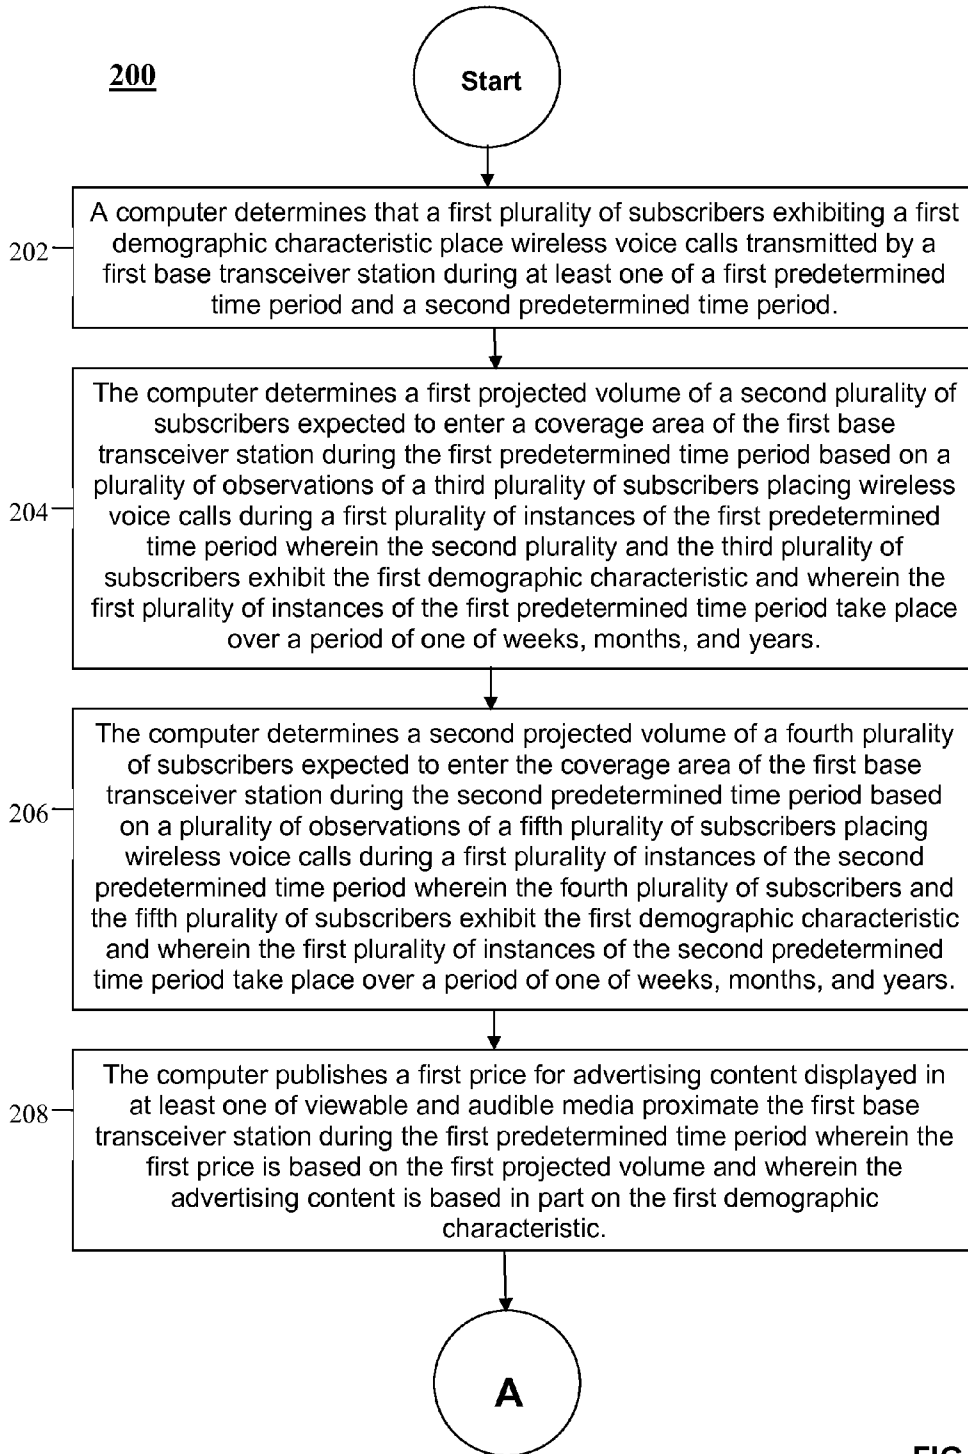 200
Start
202
A computer determines that a first plurality of subscribers exhibiting a first
demographic characteristic place wireless voice calls transmitted by a
first base transceiver station during at least one of a first predetermined
time period and a second predetermined time period.
204
The computer determines a first projected volume of a second plurality of
subscribers expected to enter a coverage area of the first base
transceiver station during the first predetermined time period based on a
plurality of observations of a third plurality of subscribers placing wireless
voice calls during a first plurality of instances of the first predetermined
time period wherein the second plurality and the third plurality of
subscribers exhibit the first demographic characteristic and wherein the
first plurality of instances of the first predetermined time period take place
over a period of one of weeks, months, and years.
206
The computer determines a second projected volume of a fourth plurality
of subscribers expected to enter the coverage area of the first base
transceiver station during the second predetermined time period based
on a plurality of observations of a fifth plurality of subscribers placing
wireless voice calls during a first plurality of instances of the second
predetermined time period wherein the fourth plurality of subscribers and
the fifth plurality of subscribers exhibit the first demographic characteristic
and wherein the first plurality of instances of the second predetermined
time period take place over a period of one of weeks, months, and years.
208
The computer publishes a first price for advertising content displayed in
at least one of viewable and audible media proximate the first base
transceiver station during the first predetermined time period wherein the
first price is based on the first projected volume and wherein the
advertising content is based in part on the first demographic
characteristic.
A